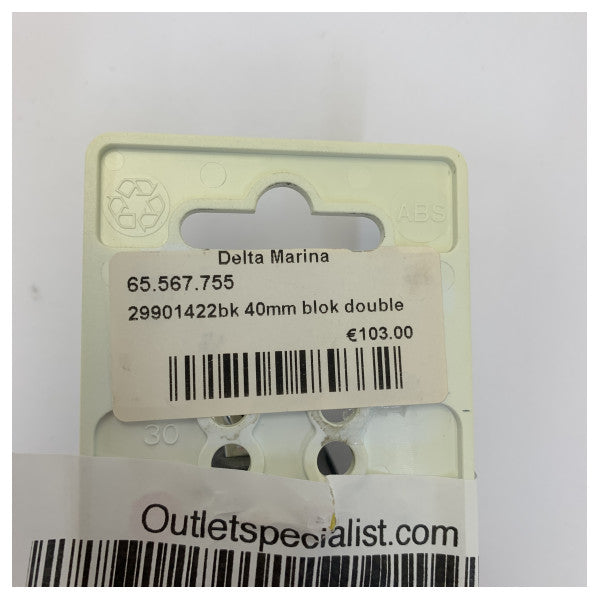 ABS
Delta Marina
65.567.755
29901422bk 40mm blok double
€103.00
30
Outletspecialist.com